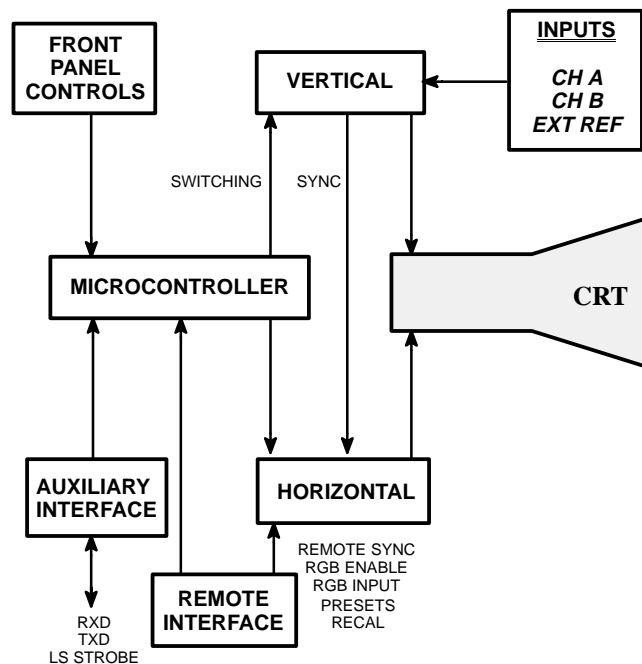 FRONT
PANEL
CONTROLS
VERTICAL
INPUTS
CH A
CH B
EXT REF
SWITCHING
SYNC
MICROCONTROLLER
CRT
AUXILIARY
INTERFACE
HORIZONTAL
REMOTE SYNC
RGB ENABLE
RGB INPUT
PRESETS
RECAL
REMOTE
INTERFACE
RXD
TXD
LS STROBE